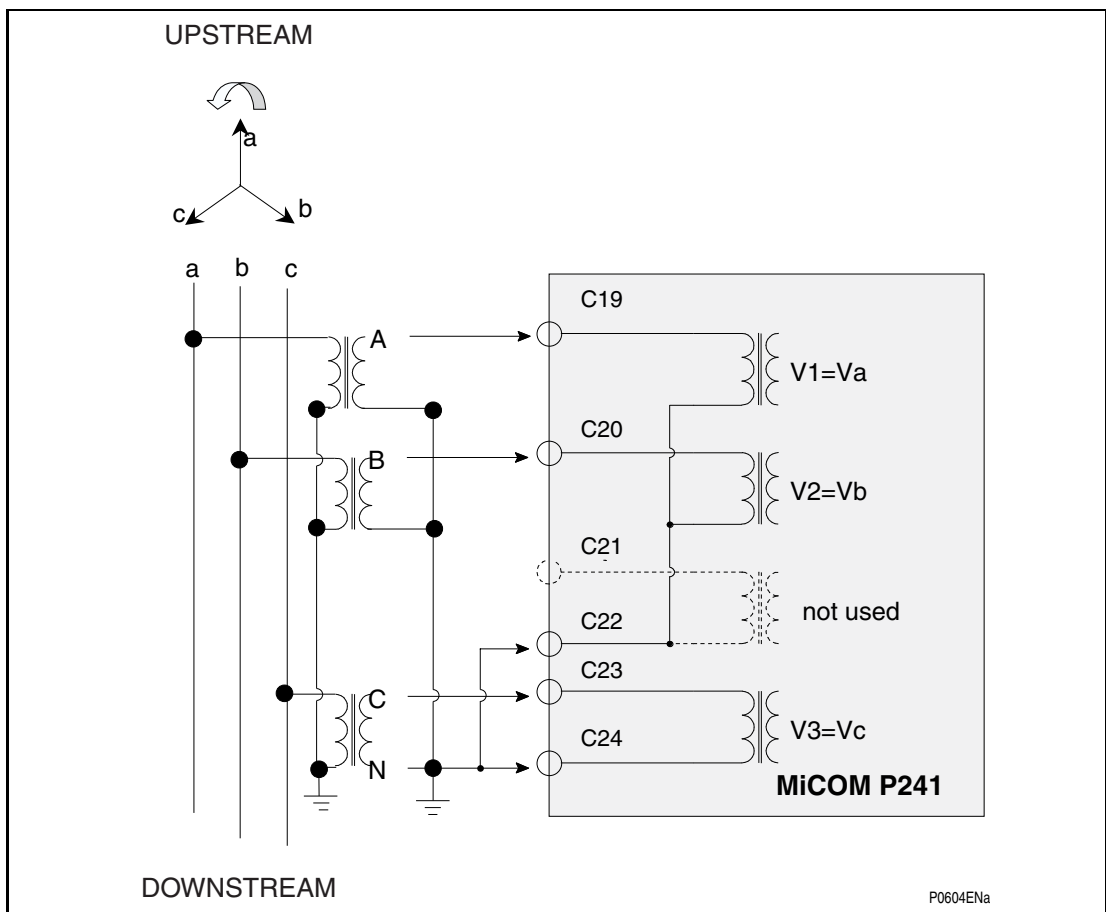 UPSTREAM
a
c
b
a b c
C19
A
V1=Va
C20
B
V2=Vb
C21
not used
C22
C23
C
V3=Vc
C24
N
MiCOM P241
DOWNSTREAM
P0604ENa